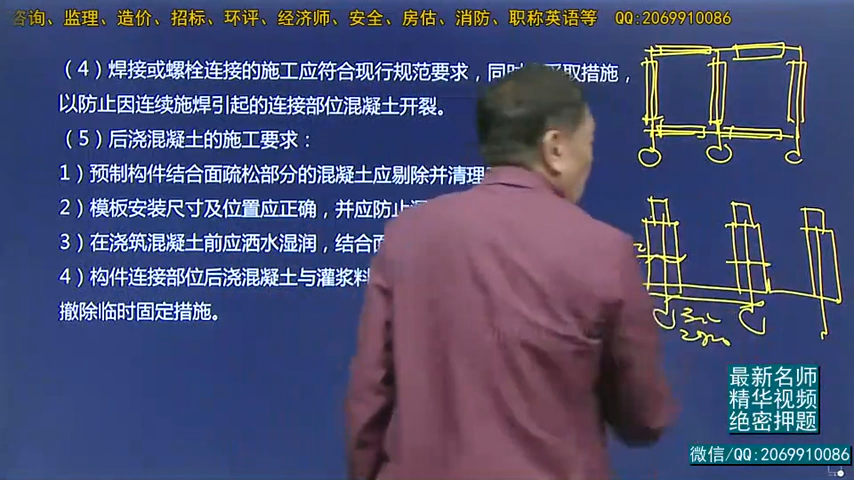 咨询、监理、造价、招标、环评、经济师、安全、房估、消防、职称英语等 QQ:2069910086
（4）焊接或螺栓连接的施工应符合现行规范要求，同时 取措施，
以防止因连续施焊引起的连接部位混凝土开裂。
（5）后浇混凝土的施工要求：
1）预制构件结合面疏松部分的混凝土应剔除并清理
2）模板安装尺寸及位置应正确，并应防止
3）在浇筑混凝土前应洒水湿润，结合面
4）构件连接部位后浇混凝土与灌浆料
撤除临时固定措施。
最新名师
精华视频
绝密押题
微信/QQ:2069910086